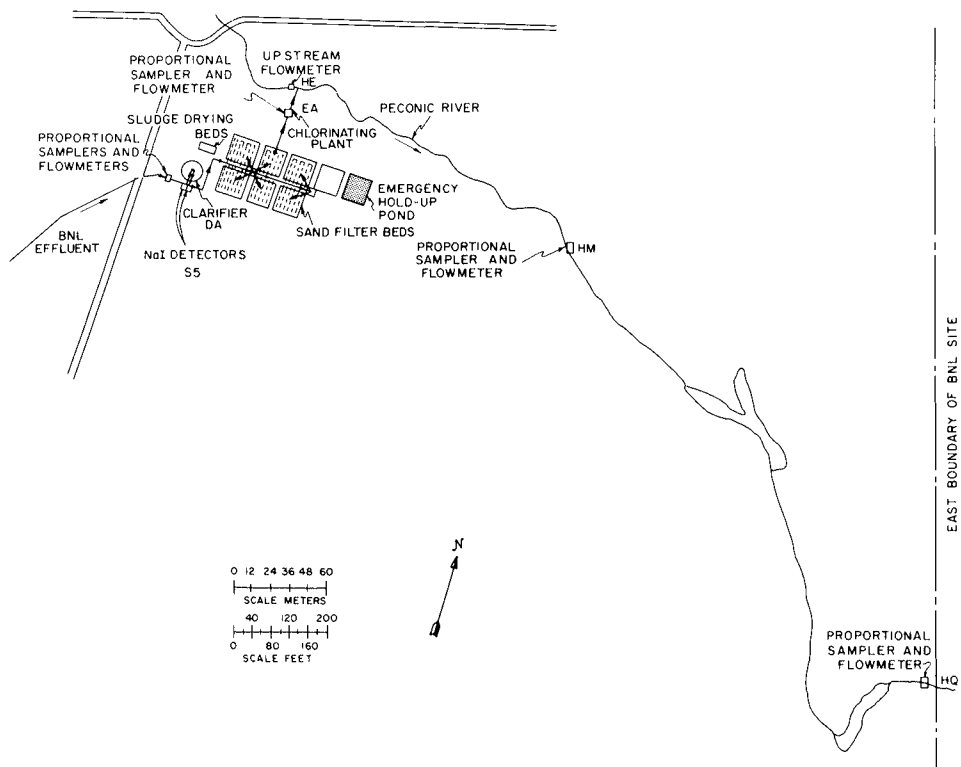 PROPORTIONAL
SAMPLER AND
FLOWMETER
UPSTREAM
FLOWMETER
HE
EA
CHLORINATING
PLANT
PECONIC RIVER
SLUDGE DRYING
BEDS
PROPORTIONAL
SAMPLERS AND
FLOWMETERS
CLARIFIER
DA
BNL
EFFLUENT
NaI DETECTORS
S5
SAND FILTER BEDS
EMERGENCY
HOLD-UP
POND
PROPORTIONAL
SAMPLER AND
FLOWMETER
HM
EAST BOUNDARY OF BNL SITE
N
0 12 24 36 48 60
SCALE METERS
40 120 200
0 80 160
SCALE FEET
PROPORTIONAL
SAMPLER AND
FLOWMETER
HQ